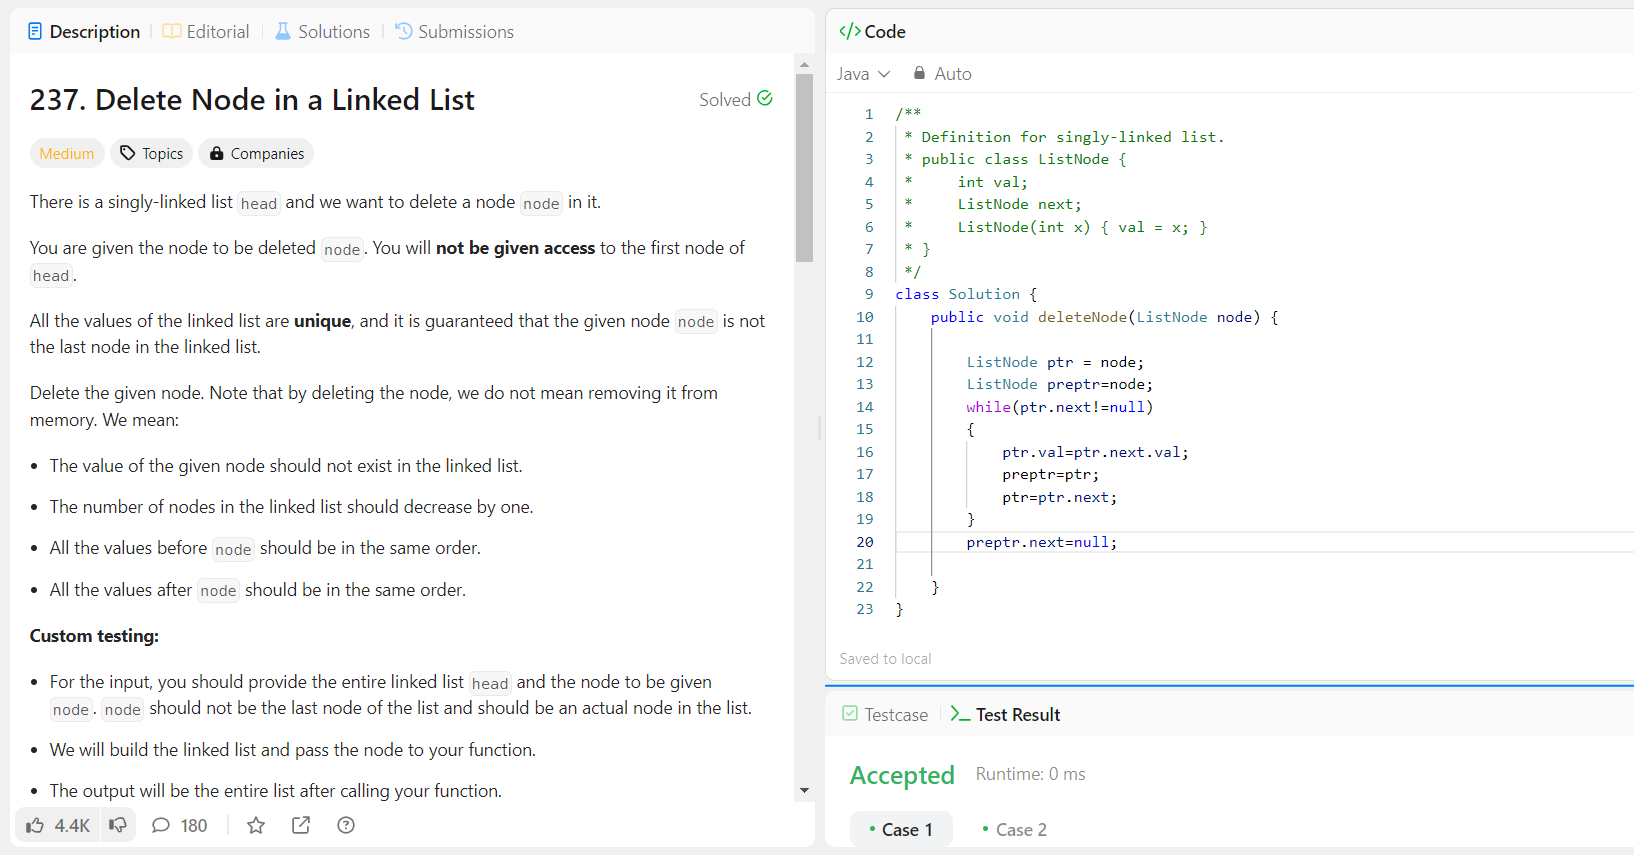 Description
Editorial
Solutions
Submissions
237. Delete Node in a Linked List
Solved
Medium
Topics
Companies
There is a singly-linked list head and we want to delete a node node in it.
You are given the node to be deleted node. You will not be given access to the first node of
head.
All the values of the linked list are unique, and it is guaranteed that the given node node is not
the last node in the linked list.
Delete the given node. Note that by deleting the node, we do not mean removing it from
memory. We mean:
• The value of the given node should not exist in the linked list.
• The number of nodes in the linked list should decrease by one.
• All the values before node should be in the same order.
• All the values after node should be in the same order.
Custom testing:
• For the input, you should provide the entire linked list head and the node to be given
node. node should not be the last node of the list and should be an actual node in the list.
• We will build the linked list and pass the node to your function.
• The output will be the entire list after calling your function.
4.4K
180
</> Code
Java
Auto
1 /**
2  * Definition for singly-linked list.
3  * public class ListNode {
4  *     int val;
5  *     ListNode next;
6  *     ListNode(int x) { val = x; }
7  * }
8  */
9 class Solution {
10     public void deleteNode(ListNode node) {
11
12         ListNode ptr = node;
13         ListNode preptr=node;
14         while(ptr.next!=null)
15         {
16             ptr.val=ptr.next.val;
17             preptr=ptr;
18             ptr=ptr.next;
19         }
20         preptr.next=null;
21
22     }
23 }
Saved to local
Testcase
Test Result
Accepted
Runtime: 0 ms
• Case 1
• Case 2